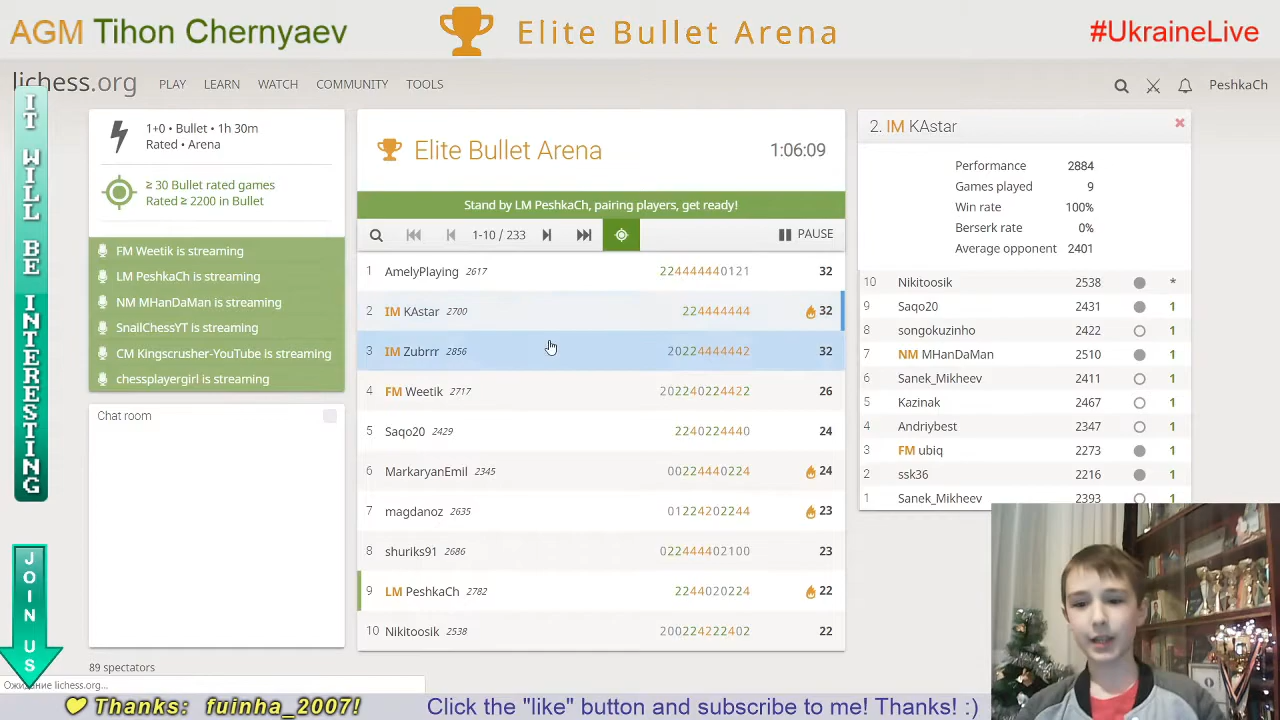 AGM Tihon Chernyaev
Elite Bullet Arena
#UkraineLive
lichess.org
PLAY LEARN WATCH COMMUNITY TOOLS
PeshkaCh
IT WILL BE INTERESTING
JOIN US
1+0 • Bullet • 1h 30m
Rated • Arena
≥ 30 Bullet rated games
Rated ≥ 2200 in Bullet
FM Weetik is streaming
LM PeshkaCh is streaming
NM MHanDaMan is streaming
SnailChessYT is streaming
CM Kingscrusher-YouTube is streaming
chessplayergirl is streaming
Chat room
89 spectators
Ожидание lichess.org...
Elite Bullet Arena 1:06:09
Stand by LM PeshkaCh, pairing players, get ready!
1-10 / 233 PAUSE
1 AmelyPlaying 2617 22444440121 32
2 IM KAstar 2700 224444444 32
3 IM Zubrrr 2856 20224444442 32
4 FM Weetik 2717 202240224422 26
5 Saqo20 2429 2240224440 24
6 MarkaryanEmil 2345 00224440224 24
7 magdanoz 2635 01224202244 23
8 shuriks91 2686 022444402100 23
9 LM PeshkaCh 2782 2244020224 22
10 Nikitoosik 2538 200224222402 22
2. IM KAstar
Performance 2884
Games played 9
Win rate 100%
Berserk rate 0%
Average opponent 2401
10 Nikitoosik 2538 *
9 Saqo20 2431 1
8 songokuzinho 2422 1
7 NM MHanDaMan 2510 1
6 Sanek_Mikheev 2411 1
5 Kazinak 2467 1
4 Andriybest 2347 1
3 FM ubiq 2273 1
2 ssk36 2216 1
1 Sanek_Mikheev 2393 1
Thanks: fuinha_2007!
Click the "like" button and subscribe to me! Thanks! :)